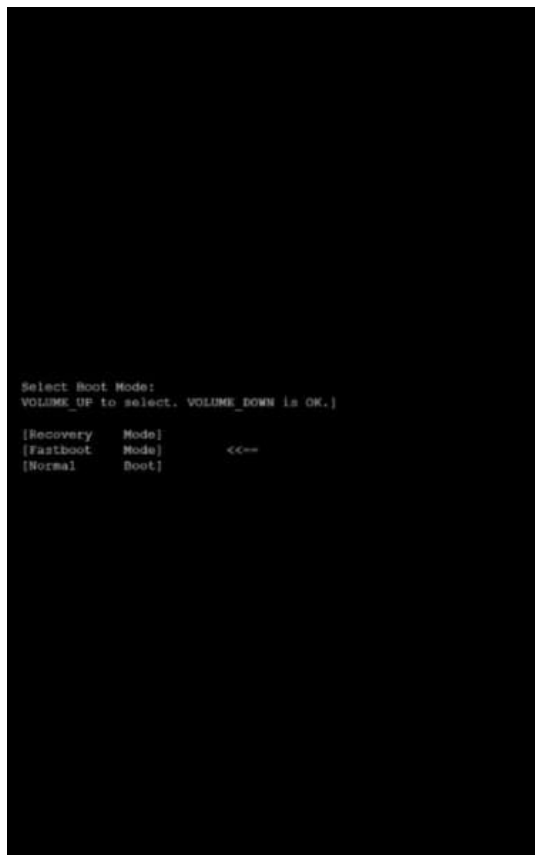 Select Boot Mode:
VOLUME_UP to select. VOLUME_DOWN is OK.]
[Recovery Mode]
[Fastboot Mode] <<==
[Normal Boot]